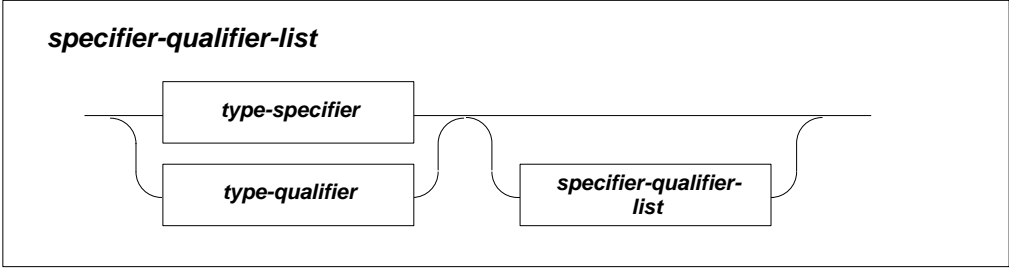 specifier-qualifier-list
type-specifier
type-qualifier
specifier-qualifier-
list